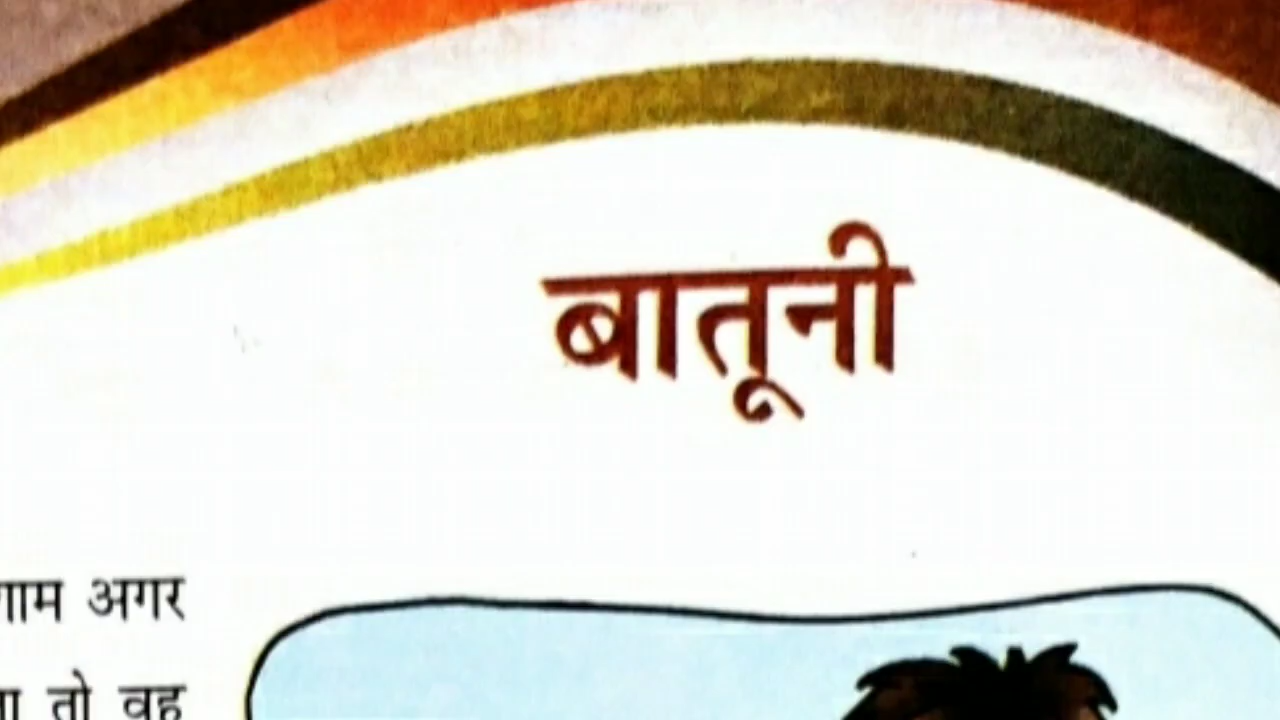 बातूनी
अगर
तो वह